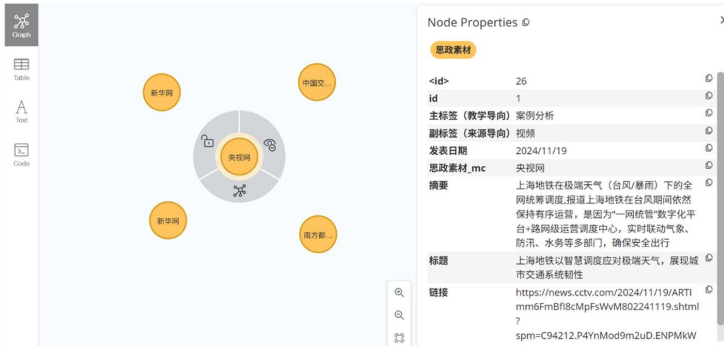 Graph
Table
Text
Code
新华网
中国交...
央视网
新华网
南方都...
Node Properties
思政素材
<id> 26
id 1
主标签（教学导向） 案例分析
副标签（来源导向） 视频
发表日期 2024/11/19
思政素材_mc 央视网
摘要 上海地铁在极端天气（台风/暴雨）下的全
网统筹调度,报道上海地铁在台风期间依然
保持有序运营，是因为“一网统管”数字化平
台+路网级运营调度中心，实时联动气象、
防汛、水务等多部门，确保安全出行
标题 上海地铁以智慧调度应对极端天气，展现城
市交通系统韧性
链接 https://news.cctv.com/2024/11/19/ARTI
mm6FmBfI8cMpFsWvM802241119.shtml
?
spm=C94212.P4YnMod9m2uD.ENPMkW